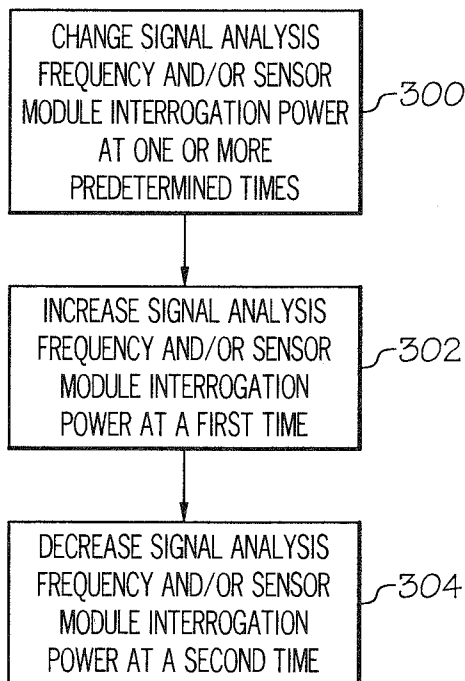 CHANGE SIGNAL ANALYSIS
FREQUENCY AND/OR SENSOR
MODULE INTERROGATION POWER
AT ONE OR MORE
PREDETERMINED TIMES
300
INCREASE SIGNAL ANALYSIS
FREQUENCY AND/OR SENSOR
MODULE INTERROGATION
POWER AT A FIRST TIME
302
DECREASE SIGNAL ANALYSIS
FREQUENCY AND/OR SENSOR
MODULE INTERROGATION
POWER AT A SECOND TIME
304